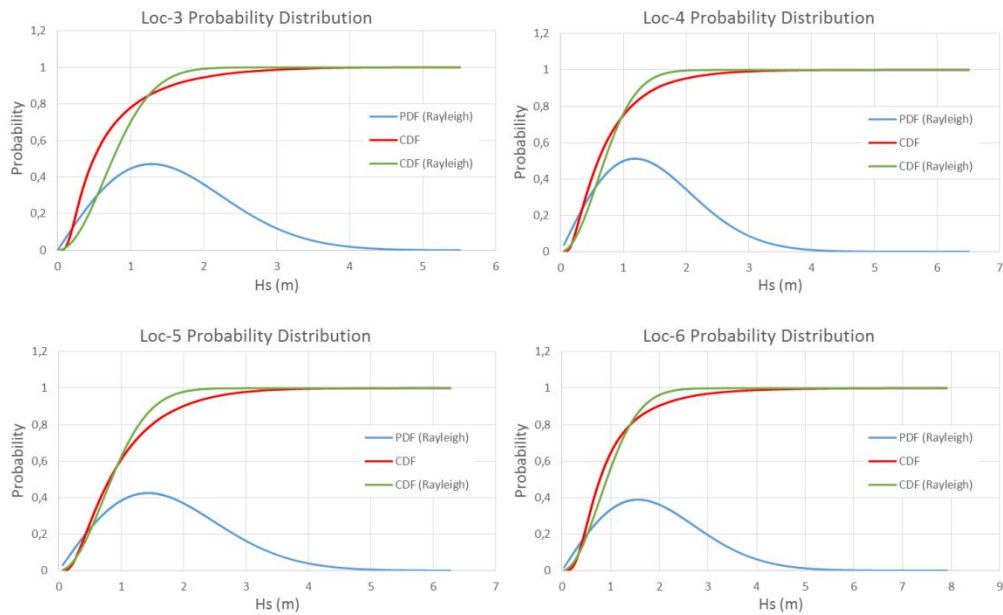 Loc-3 Probability Distribution
1,2
1
0,8
0,6
0,4
0,2
0
Probability
PDF (Rayleigh)
CDF
CDF (Rayleigh)
0 1 2 3 4 5 6
Hs (m)
Loc-4 Probability Distribution
1,2
1
0,8
0,6
0,4
0,2
0
Probability
PDF (Rayleigh)
CDF
CDF (Rayleigh)
0 1 2 3 4 5 6 7
Hs (m)
Loc-5 Probability Distribution
1,2
1
0,8
0,6
0,4
0,2
0
Probability
PDF (Rayleigh)
CDF
CDF (Rayleigh)
0 1 2 3 4 5 6 7
Hs (m)
Loc-6 Probability Distribution
1,2
1
0,8
0,6
0,4
0,2
0
Probability
PDF (Rayleigh)
CDF
CDF (Rayleigh)
0 1 2 3 4 5 6 7 8 9
Hs (m)